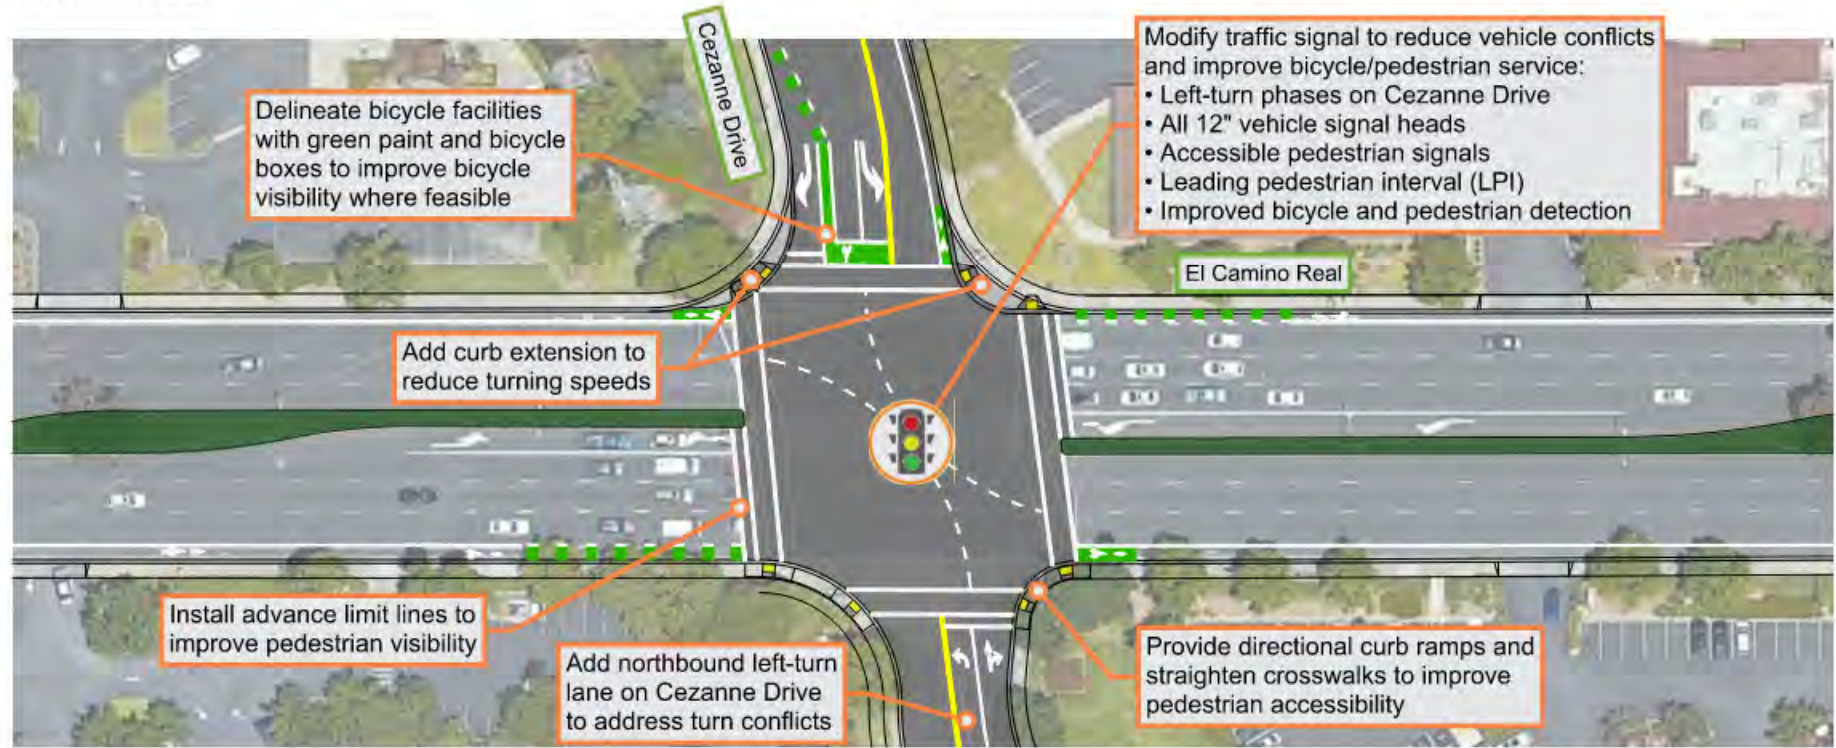 Cezanne Drive
Modify traffic signal to reduce vehicle conflicts
and improve bicycle/pedestrian service:
• Left-turn phases on Cezanne Drive
• All 12" vehicle signal heads
• Accessible pedestrian signals
• Leading pedestrian interval (LPI)
• Improved bicycle and pedestrian detection
Delineate bicycle facilities
with green paint and bicycle
boxes to improve bicycle
visibility where feasible
El Camino Real
Add curb extension to
reduce turning speeds
Install advance limit lines to
improve pedestrian visibility
Add northbound left-turn
lane on Cezanne Drive
to address turn conflicts
Provide directional curb ramps and
straighten crosswalks to improve
pedestrian accessibility